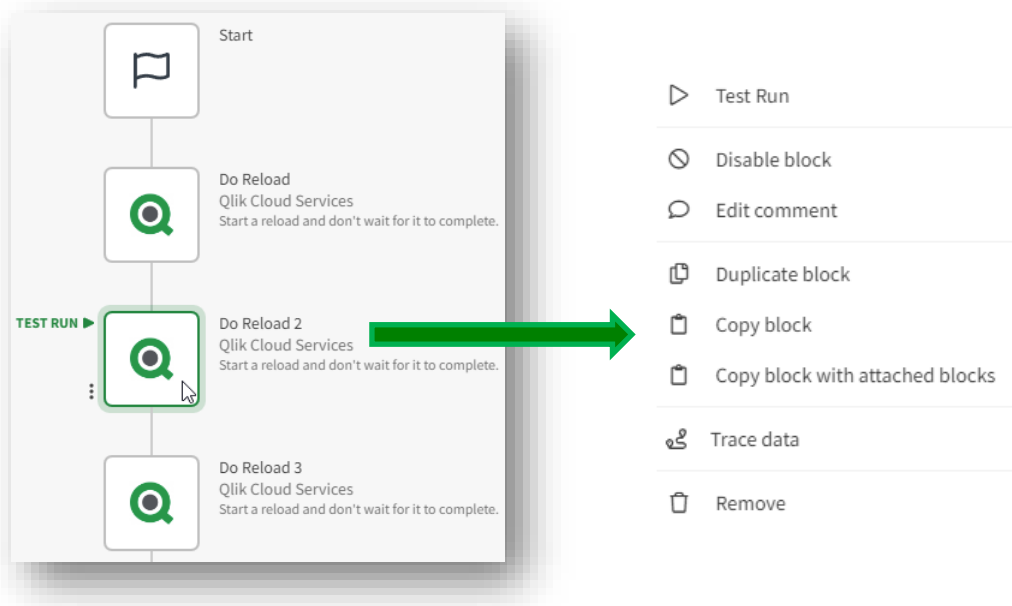 Start
Do Reload
Qlik Cloud Services
Start a reload and don't wait for it to complete.
TEST RUN
Do Reload 2
Qlik Cloud Services
Start a reload and don't wait for it to complete.
Do Reload 3
Qlik Cloud Services
Start a reload and don't wait for it to complete.
Test Run
Disable block
Edit comment
Duplicate block
Copy block
Copy block with attached blocks
Trace data
Remove